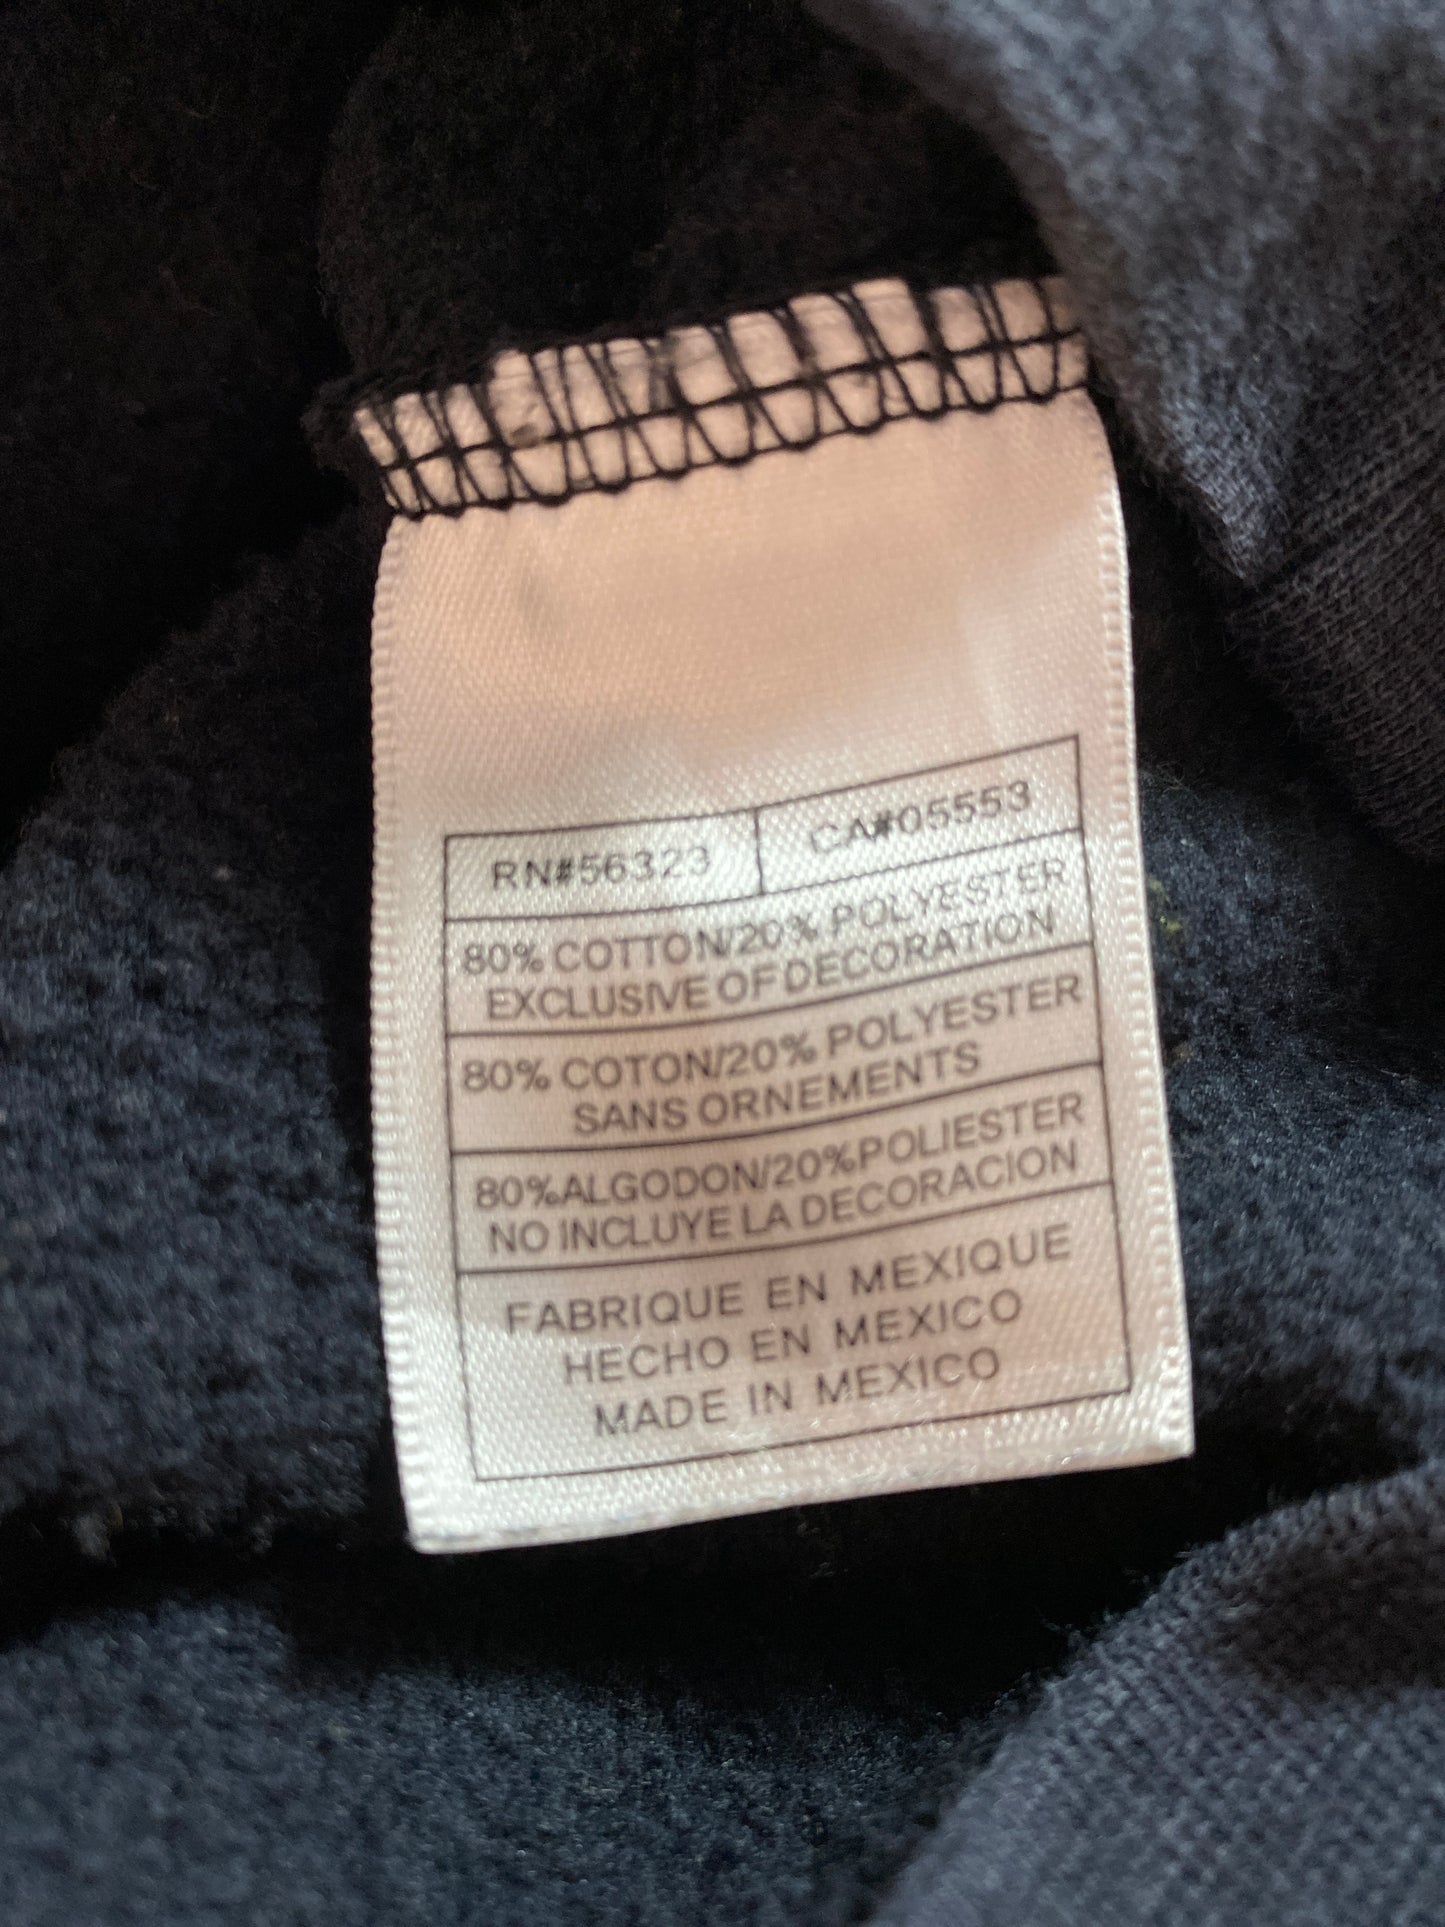 RN#56323 CA#05553
80% COTTON/20% POLYESTER
EXCLUSIVE OF DECORATION
80% COTON/20% POLYESTER
SANS ORNEMENTS
80%ALGODON/20%POLIESTER
NO INCLUYE LA DECORACION
FABRIQUE EN MEXIQUE
HECHO EN MEXICO
MADE IN MEXICO